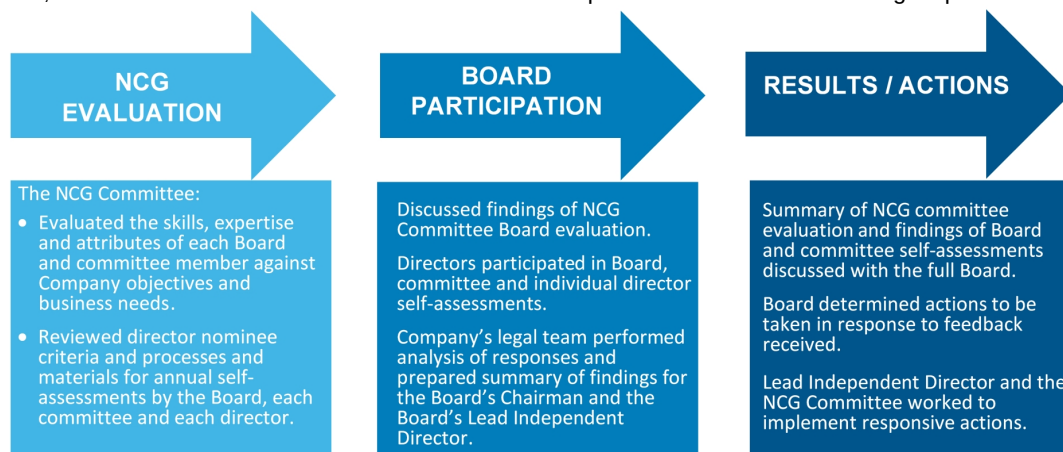 NCG
EVALUATION
The NCG Committee:
• Evaluated the skills, expertise
and attributes of each Board
and committee member against
Company objectives and
business needs.
• Reviewed director nominee
criteria and processes and
materials for annual self-
assessments by the Board, each
committee and each director.
BOARD
PARTICIPATION
Discussed findings of NCG
Committee Board evaluation.
Directors participated in Board,
committee and individual director
self-assessments.
Company’s legal team performed
analysis of responses and
prepared summary of findings for
the Board’s Chairman and the
Board’s Lead Independent
Director.
RESULTS / ACTIONS
Summary of NCG committee
evaluation and findings of Board
and committee self-assessments
discussed with the full Board.
Board determined actions to be
taken in response to feedback
received.
Lead Independent Director and the
NCG Committee worked to
implement responsive actions.